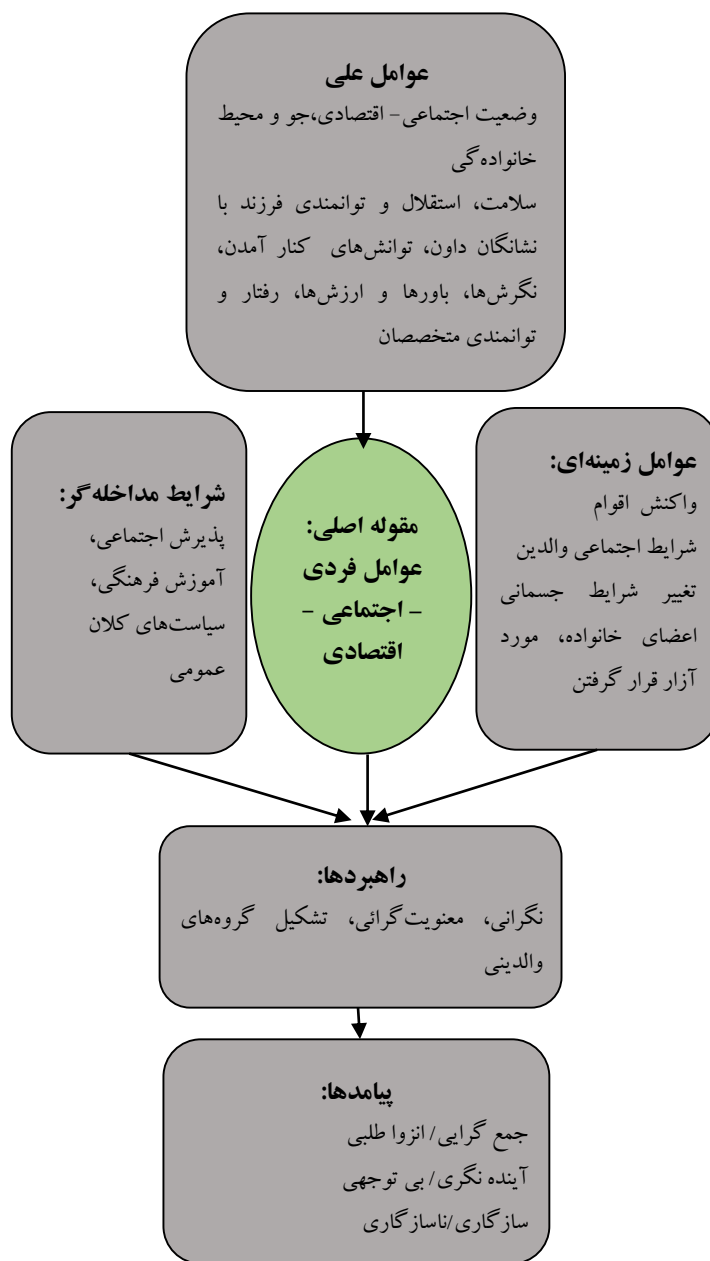 عوامل علی
وضعیت اجتماعی– اقتصادی،جو و محیط
خانواده‌گی
سلامت، استقلال و توانمندی فرزند با
نشانگان داون، توانش‌های کنار آمدن،
نگرش‌ها، باورها و ارزش‌ها، رفتار و
توانمندی متخصصان
عوامل زمینه‌ای:
واکنش اقوام
شرایط اجتماعی والدین
تغییر شرایط جسمانی
اعضای خانواده، مورد
آزار قرار گرفتن
مقوله اصلی:
عوامل فردی
– اجتماعی –
اقتصادی
شرایط مداخله‌گر:
پذیرش اجتماعی،
آموزش فرهنگی،
سیاست‌های کلان
عمومی
راهبردها:
نگرانی، معنویت‌گرائی، تشکیل گروه‌های
والدینی
پیامدها:
جمع گرایی/ انزوا طلبی
آینده نگری/ بی توجهی
سازگاری/ناسازگاری